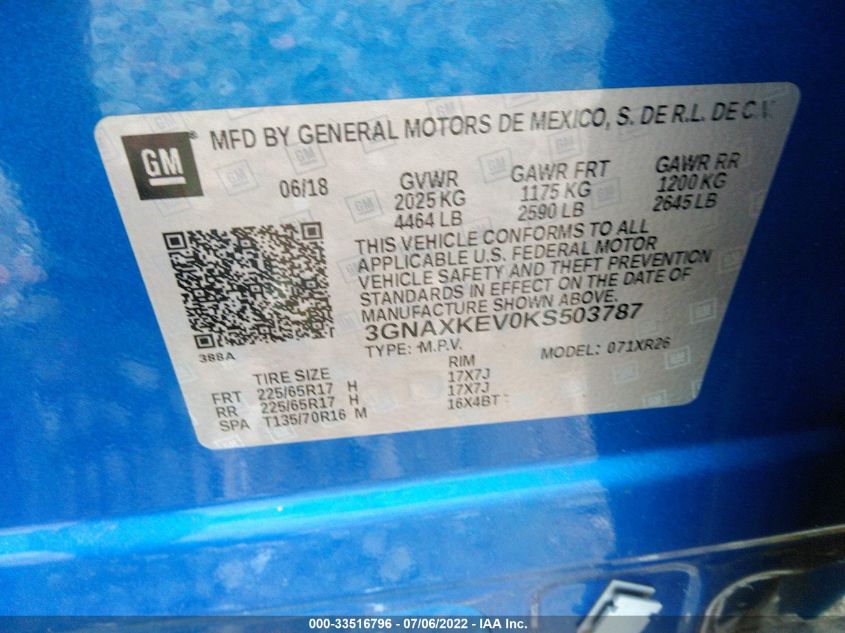 MFD BY GENERAL MOTORS DE MEXICO, S. DE R.L. DE C.V.
GM
06/18
GVWR GAWR FRT GAWR RR
2025 KG 1175 KG 1200 KG
4464 LB 2590 LB 2645 LB
THIS VEHICLE CONFORMS TO ALL
APPLICABLE U.S. FEDERAL MOTOR
VEHICLE SAFETY AND THEFT PREVENTION
STANDARDS IN EFFECT ON THE DATE OF
MANUFACTURE SHOWN ABOVE.
3GNAXKEV0KS503787
388A
TYPE: M.P.V. MODEL: 071XR26
TIRE SIZE RIM
FRT 225/65R17 H 17X7J
RR 225/65R17 H 17X7J
SPA T135/70R16 M 16X4BT
000-33516796 - 07/06/2022 - IAAI.com